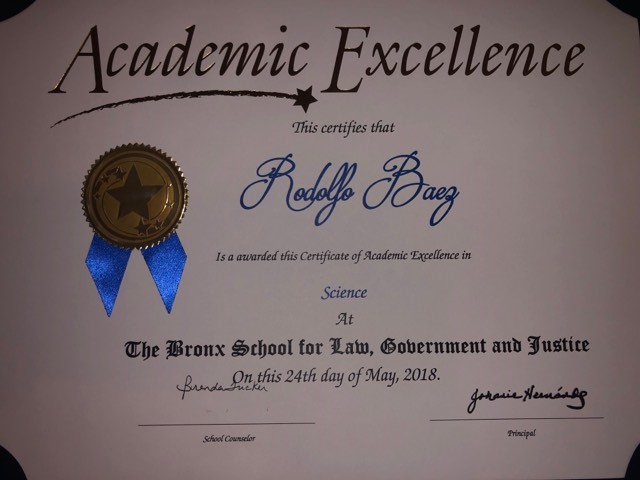 Academic Excellence
This certifies that
Rodolfo Baez
Is a awarded this Certificate of Academic Excellence in
Science
At
The Bronx School for Law, Government and Justice
On this 24th day of May, 2018.
Brenda Tucker
Johanie Hernández
School Counselor
Principal